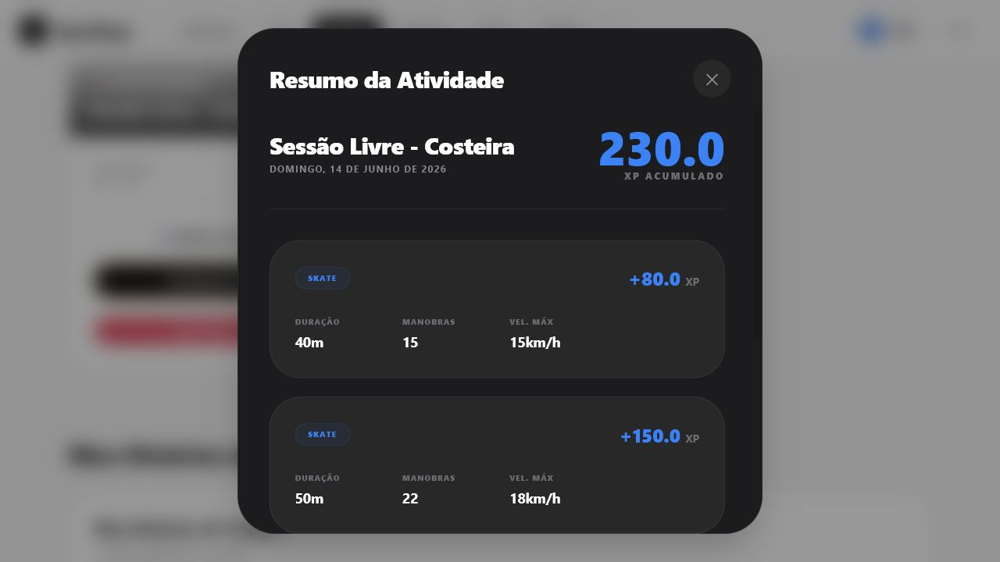 Resumo da Atividade
Sessão Livre - Costeira
DOMINGO, 14 DE JUNHO DE 2026
230.0
XP ACUMULADO
SKATE
+80.0 XP
DURAÇÃO MANOBRAS VEL. MÁX
40m 15 15km/h
SKATE
+150.0 XP
DURAÇÃO MANOBRAS VEL. MÁX
50m 22 18km/h